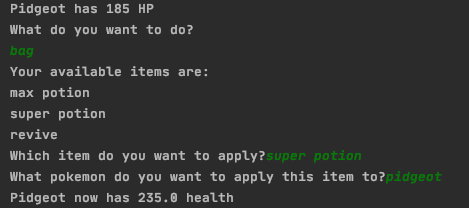 Pidgeot has 185 HP
What do you want to do?
bag
Your available items are:
max potion
super potion
revive
Which item do you want to apply?super potion
What pokemon do you want to apply this item to?pidgeot
Pidgeot now has 235.0 health